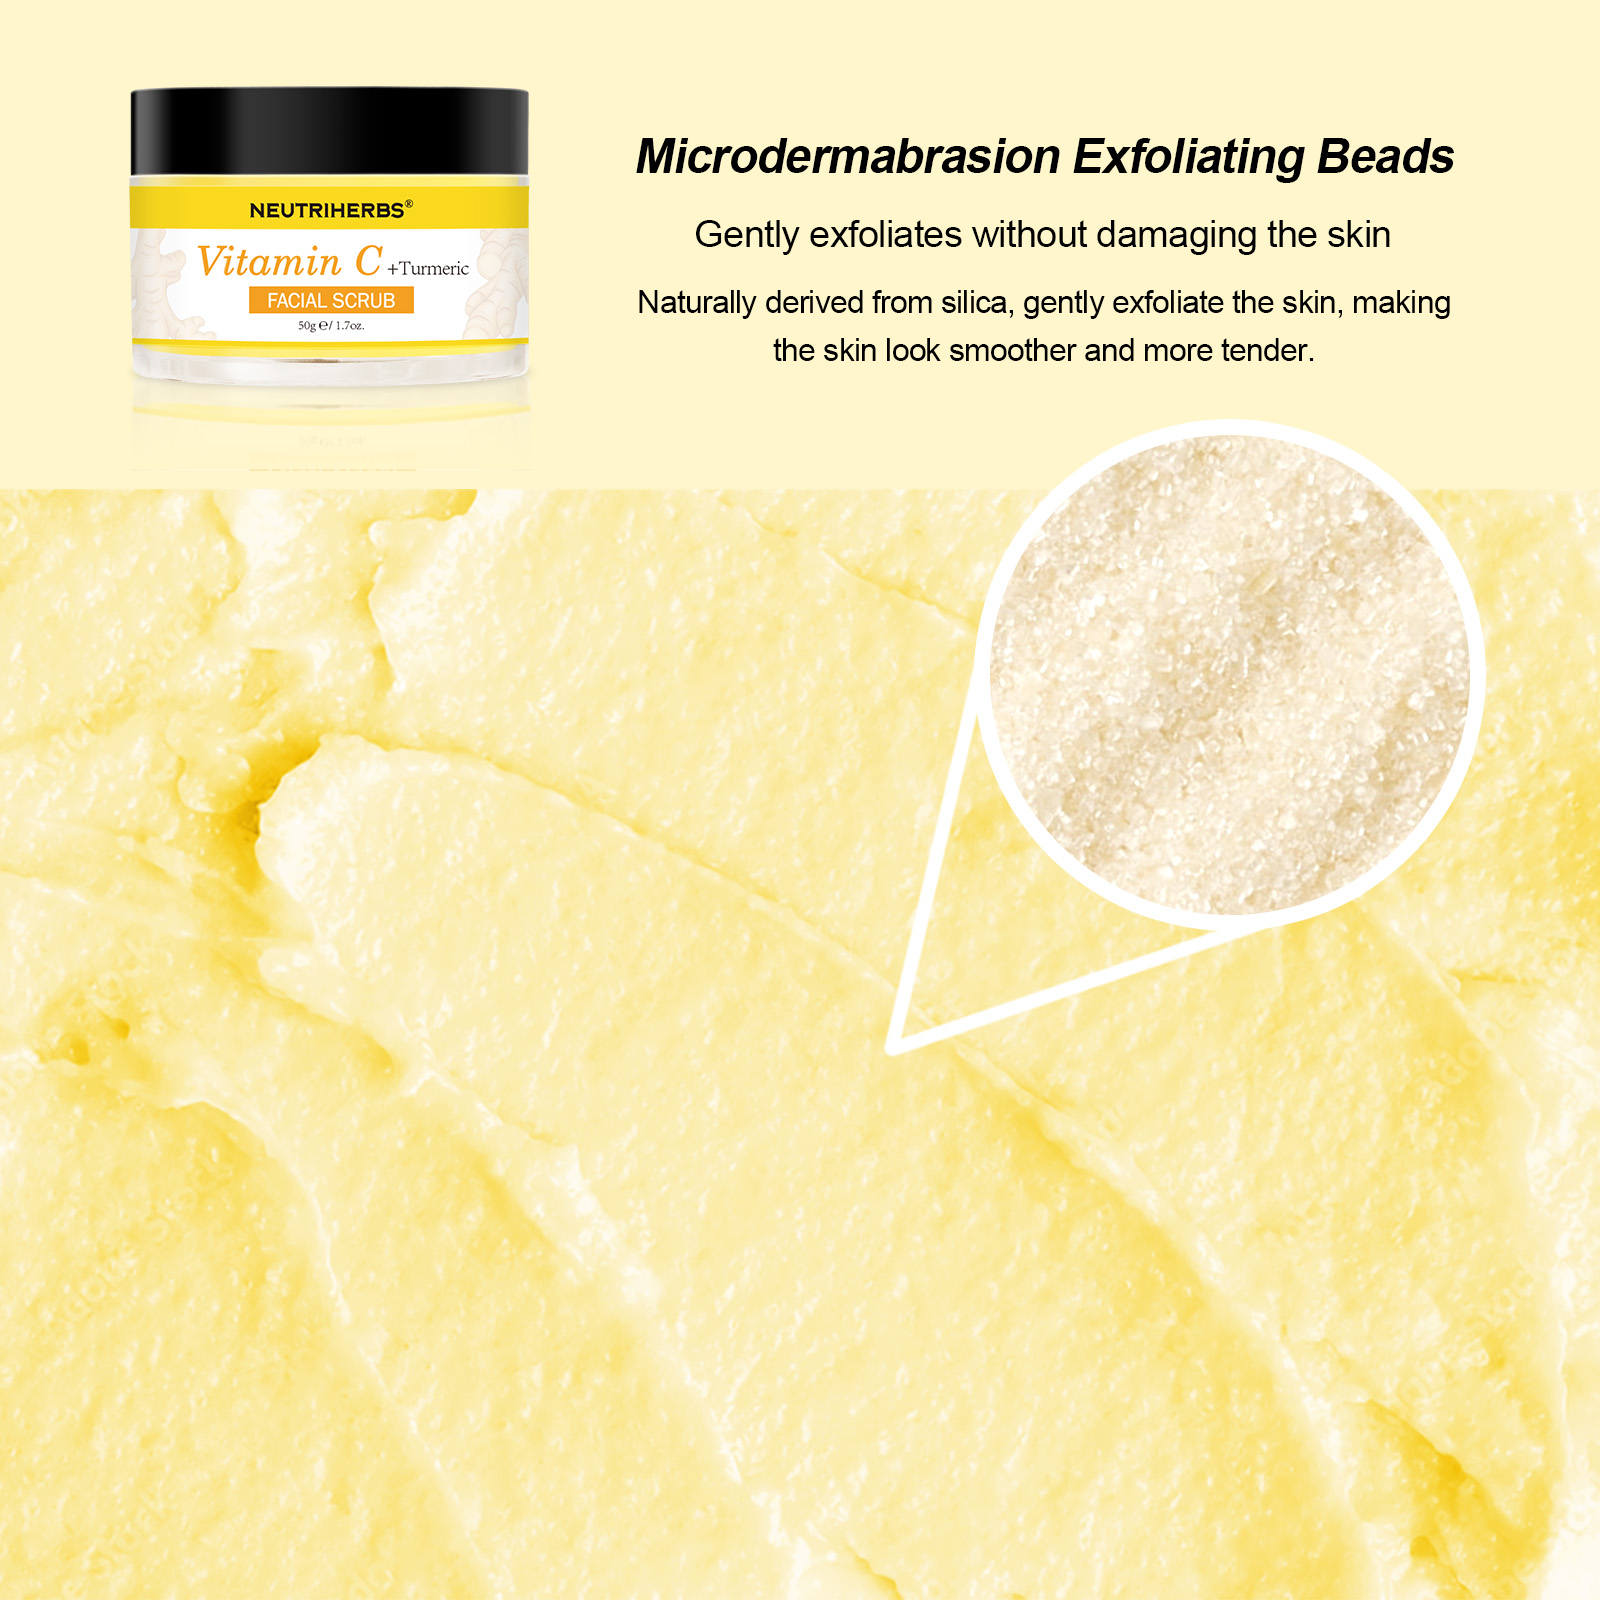 NEUTRIHERBS®
Vitamin C +Turmeric
FACIAL SCRUB
50g ℮/ 1.7oz.
Microdermabrasion Exfoliating Beads
Gently exfoliates without damaging the skin
Naturally derived from silica, gently exfoliate the skin, making
the skin look smoother and more tender.